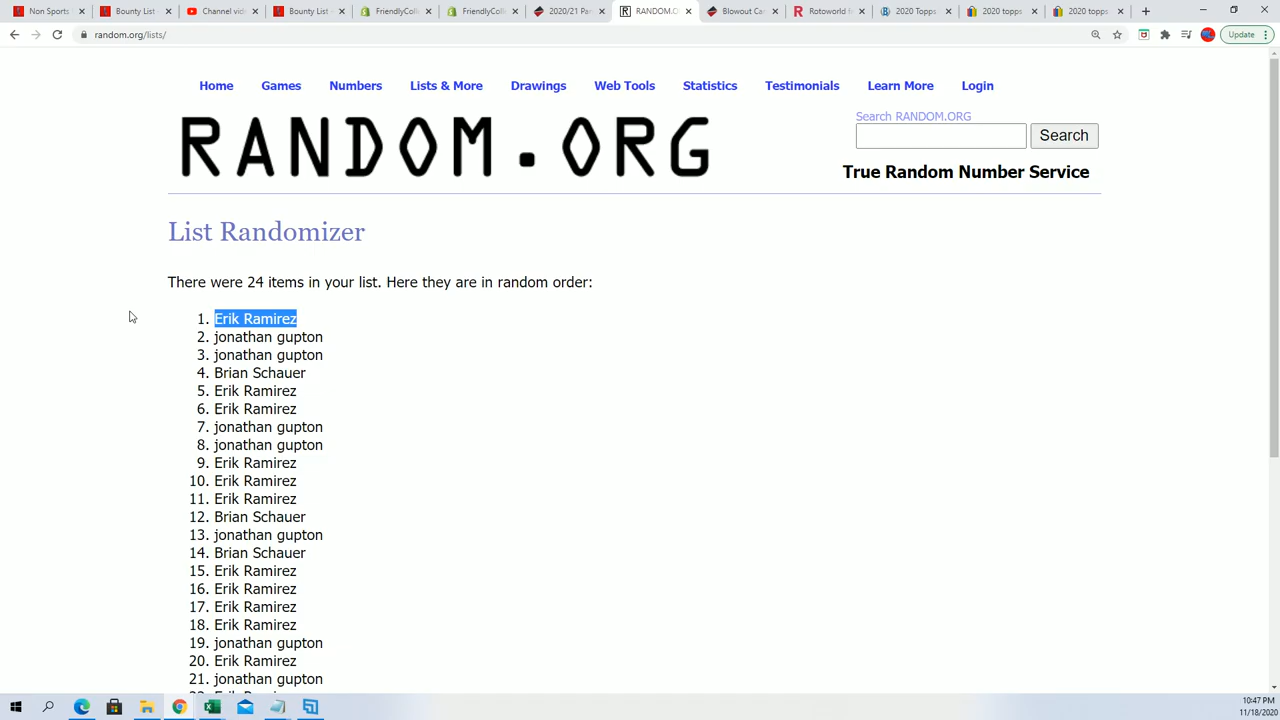 Non Sports
Bounty List
Channel vid
Bounty List
FriendlyColl
FriendlyColl
2020/21 Pan
RANDOM.O
Blowout Ca
Rotoworld
2020 Topps
2020 topps
2020 topps
random.org/lists/
Update
Home Games Numbers Lists & More Drawings Web Tools Statistics Testimonials Learn More Login
Search RANDOM.ORG
RANDOM.ORG
Search
True Random Number Service
List Randomizer
There were 24 items in your list. Here they are in random order:
1. Erik Ramirez
2. jonathan gupton
3. jonathan gupton
4. Brian Schauer
5. Erik Ramirez
6. Erik Ramirez
7. jonathan gupton
8. jonathan gupton
9. Erik Ramirez
10. Erik Ramirez
11. Erik Ramirez
12. Brian Schauer
13. jonathan gupton
14. Brian Schauer
15. Erik Ramirez
16. Erik Ramirez
17. Erik Ramirez
18. Erik Ramirez
19. jonathan gupton
20. Erik Ramirez
21. jonathan gupton
10:47 PM
11/18/2020